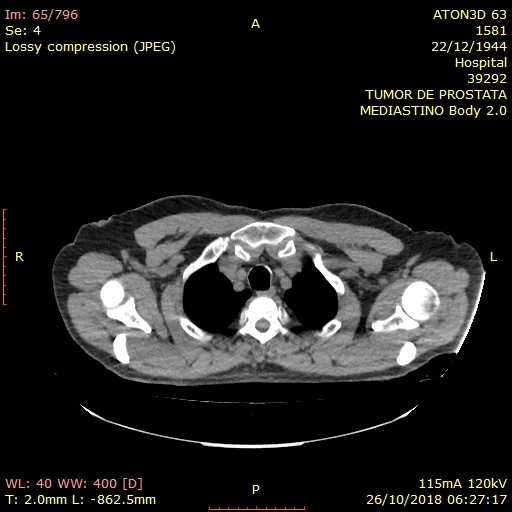 Im: 65/796
Se: 4
Lossy compression (JPEG)
A
ATON3D 63
1581
22/12/1944
Hospital
39292
TUMOR DE PROSTATA
MEDIASTINO Body 2.0
R
L
WL: 40 WW: 400 [D]
T: 2.0mm L: -862.5mm
P
115mA 120kV
26/10/2018 06:27:17